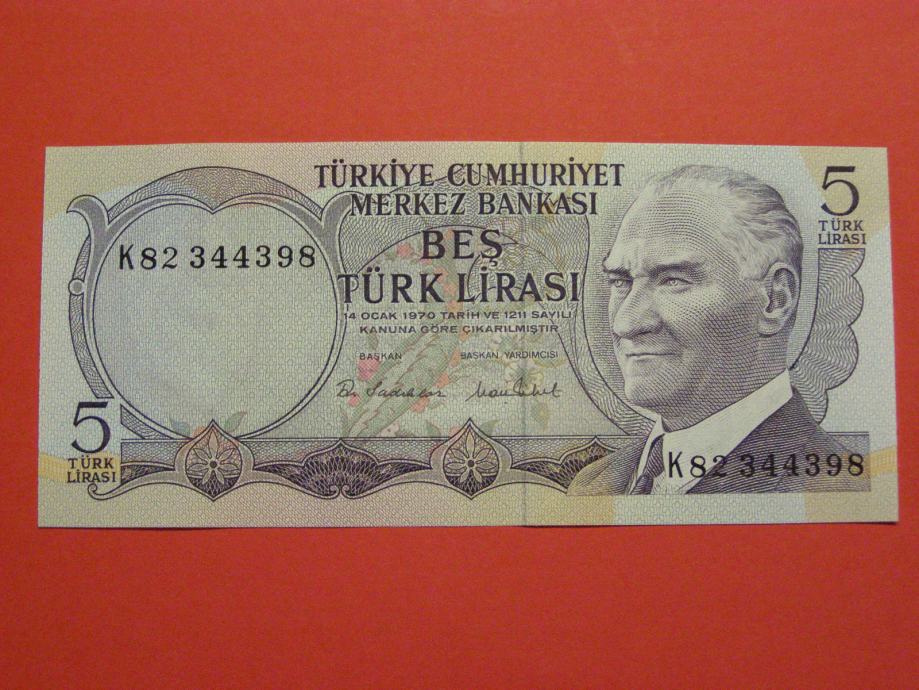 TÜRKİYE CUMHURİYET
MERKEZ BANKASI
5
TÜRK
LİRASI
K82 344398
BEŞ
TÜRK LİRASI
14 OCAK 1970 TARİH VE 1211 SAYILI
KANUNA GÖRE ÇIKARILMIŞTIR
BAŞKAN BAŞKAN YARDIMCISI
5
TÜRK
LİRASI
K82 344398